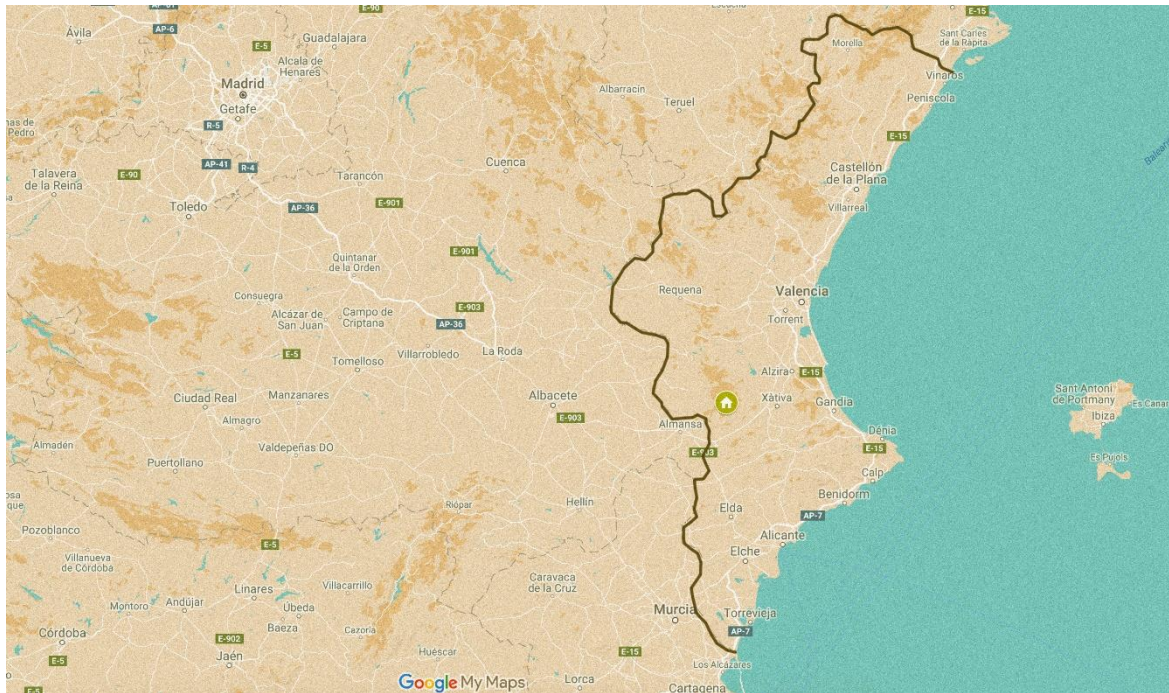 AP-6
Ávila
E-5
Guadalajara
E-90
Alcalá de
Henares
Madrid
Getafe
R-5
AP-41
R-4
E-90
Talavera
de la Reina
Toledo
Tarancón
AP-36
E-901
Cuenca
Albarracín
Teruel
Morella
E-15
Sant Carles
de la Ràpita
Vinaròs
Peniscola
E-15
Castellón
de la Plana
Villarreal
E-901
Quintanar
de la Orden
Consuegra
Alcázar de
San Juan
Campo de
Criptana
E-903
AP-36
E-5
Tomelloso
Villarrobledo
La Roda
Requena
Valencia
Torrent
Alzira
E-15
Xàtiva
Gandia
Ciudad Real
Manzanares
Almagro
Almadén
Valdepeñas DO
Puertollano
Albacete
E-903
Almansa
E-903
Dénia
E-15
Calp
Benidorm
Sant Antoni
de Portmany
Es Canar
Ibiza
Es Pujols
Riópar
Hellín
Elda
AP-7
Alicante
Elche
Pozoblanco
E-5
Villanueva
de Córdoba
Linares
Villacarrillo
Caravaca
de la Cruz
Montoro
Andújar
Úbeda
Baeza
Cazorla
Murcia
Torrevieja
AP-7
Córdoba
E-5
E-902
Jaén
Huéscar
E-15
Los Alcázares
Lorca
Cartagena
Google My Maps